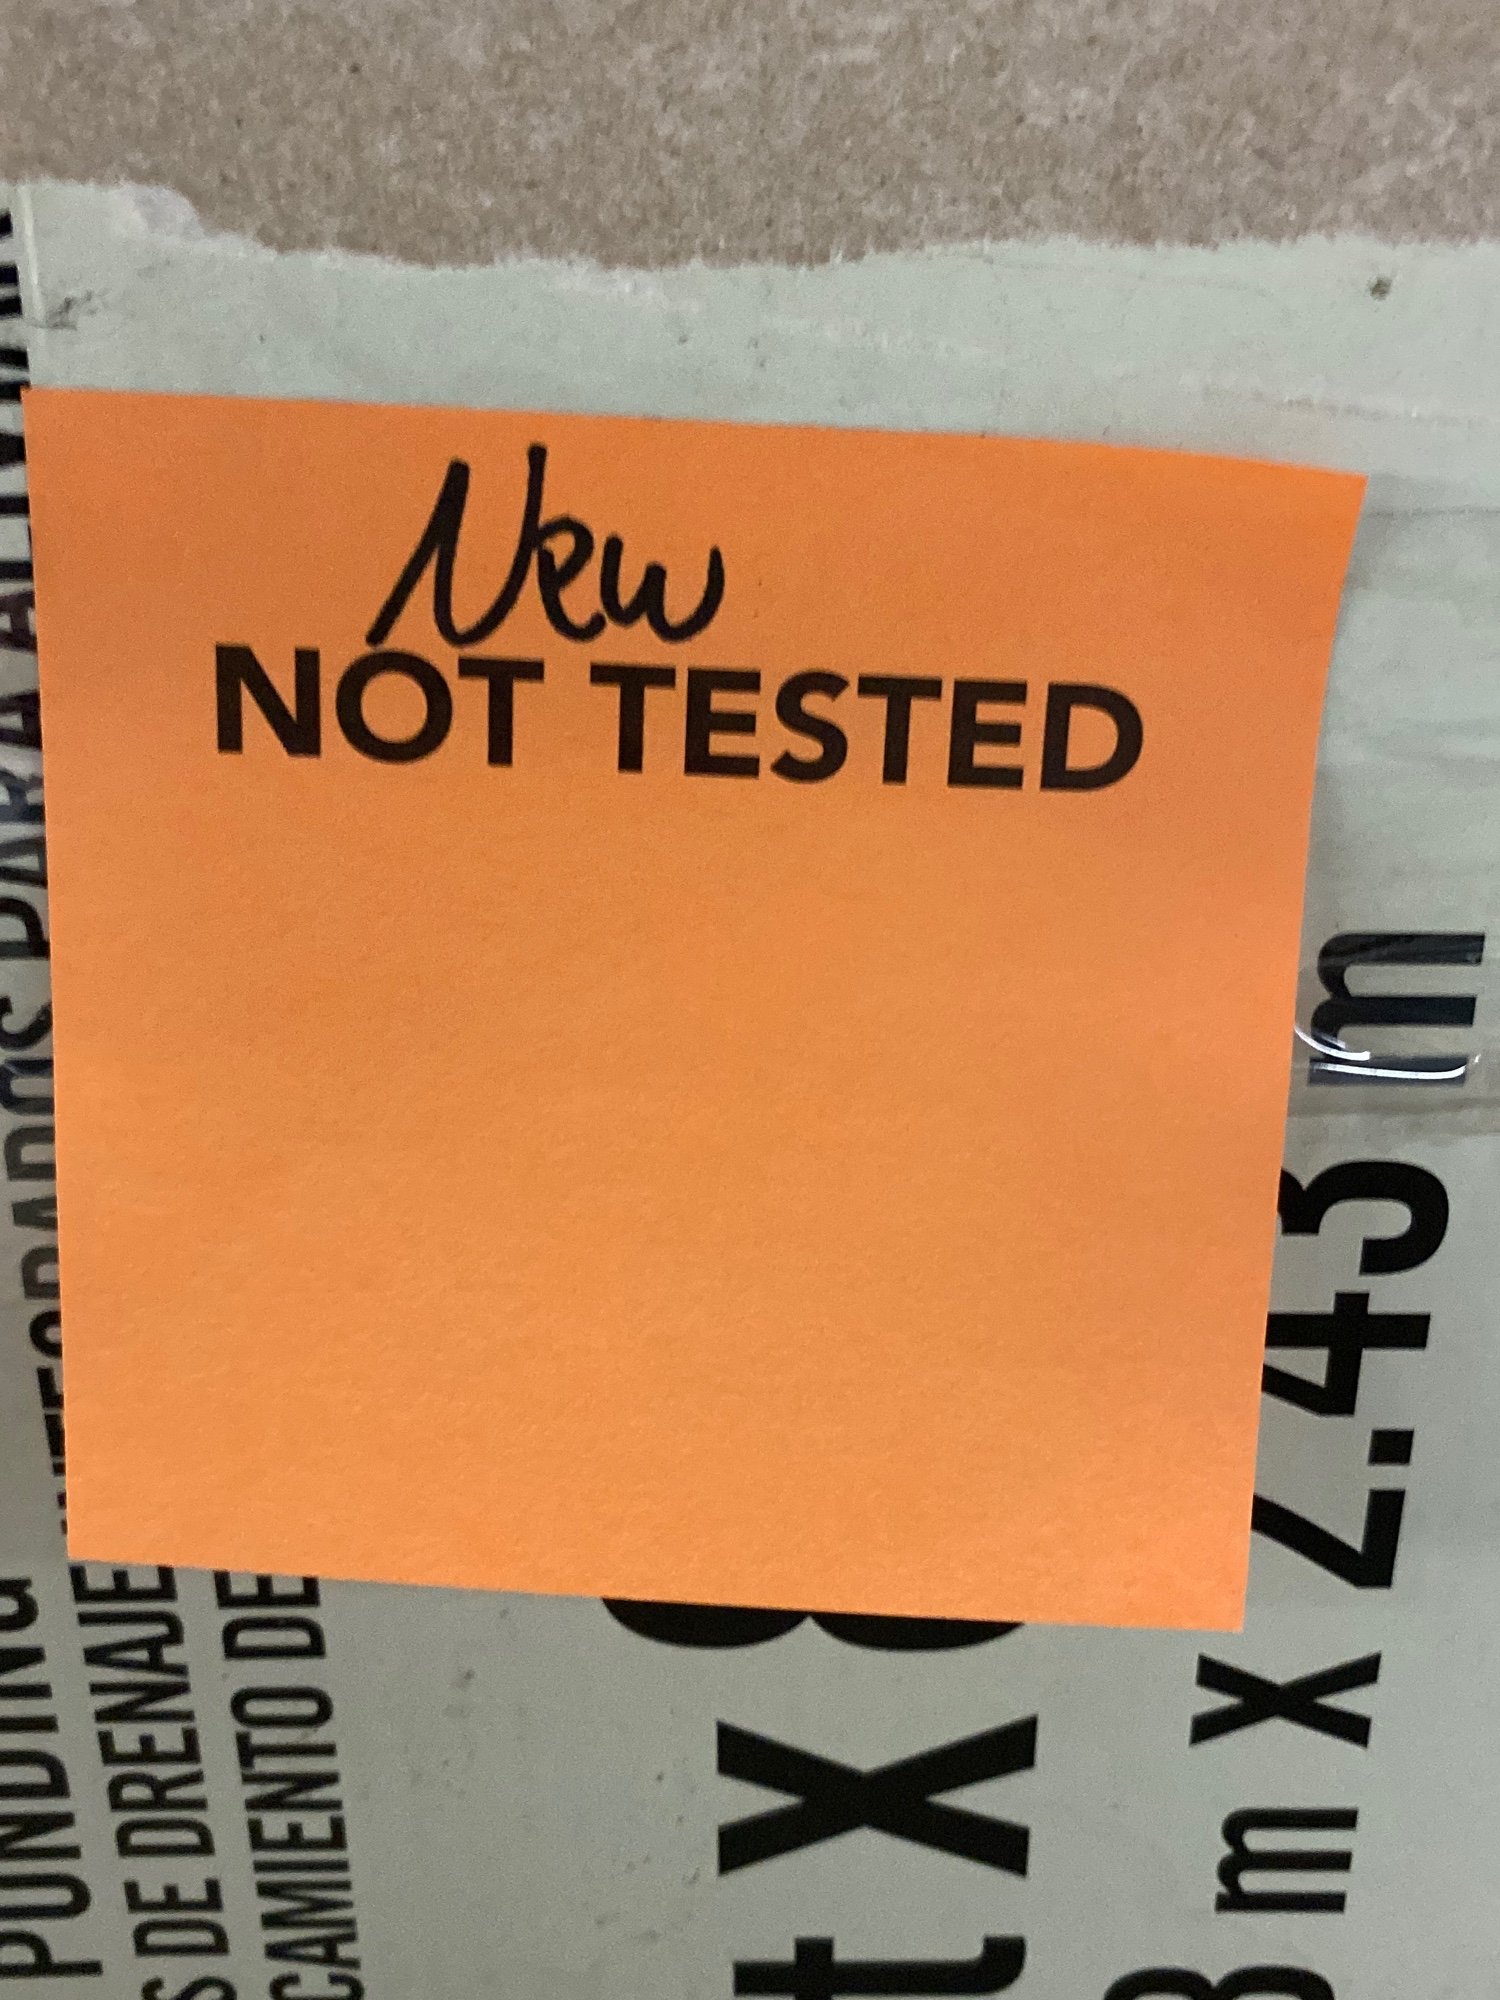 New
NOT TESTED
m x 2.43 m
t X
S DE DRENAJE
CAMIENTO DE